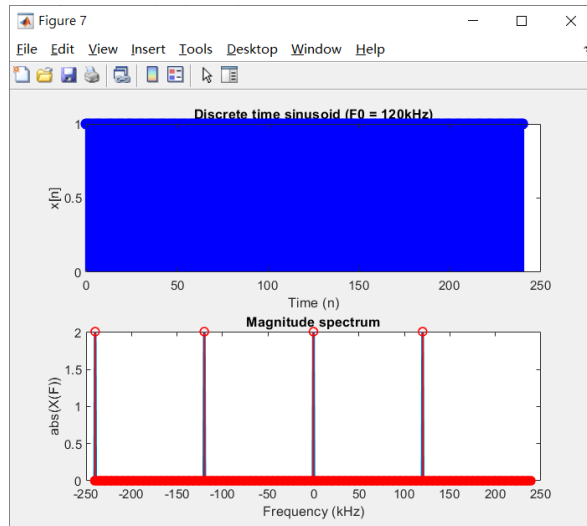 Figure 7
File Edit View Insert Tools Desktop Window Help
Discrete time sinusoid (F0 = 120kHz)
1
0.5
0
x[n]
0 50 100 150 200 250
Time (n)
Magnitude spectrum
2
1.5
1
0.5
0
abs(X(F))
-250 -200 -150 -100 -50 0 50 100 150 200 250
Frequency (kHz)